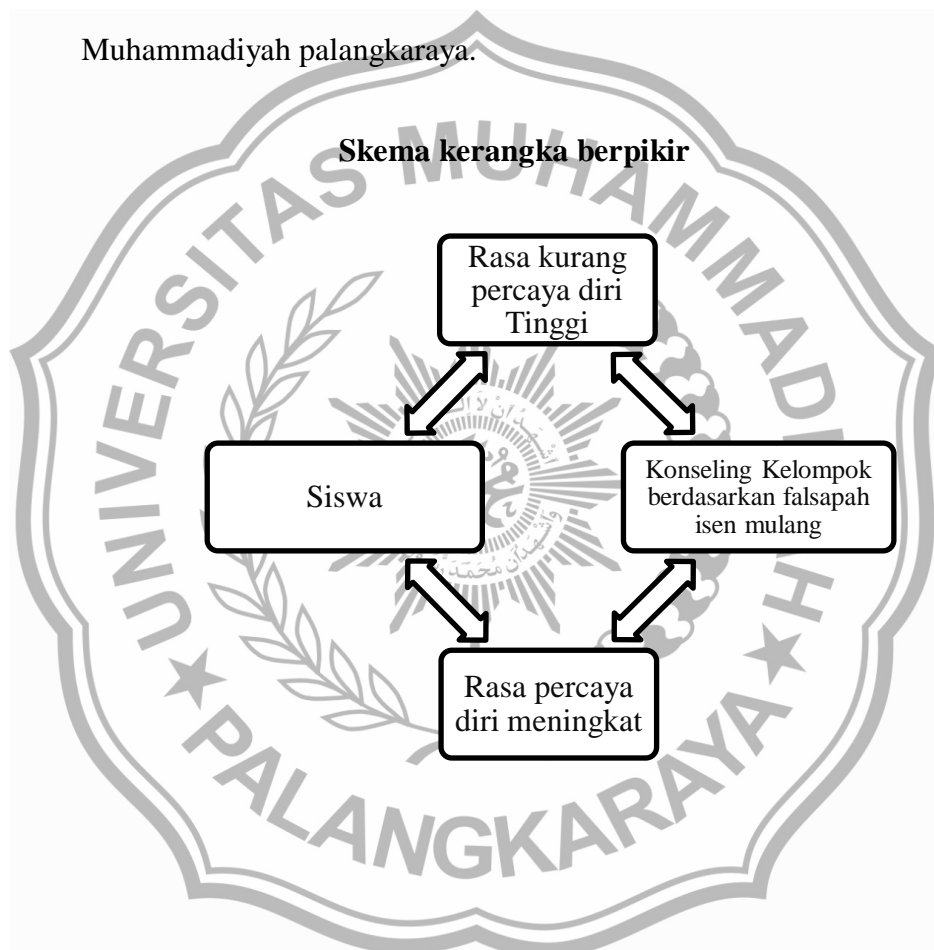 Muhammadiyah palangkaraya.
Skema kerangka berpikir
Rasa kurang
percaya diri
Tinggi
Siswa
Konseling Kelompok
berdasarkan falsapah
isen mulang
Rasa percaya
diri meningkat
UNIVERSITAS MUHAMMAD H
PALANGKARAYA